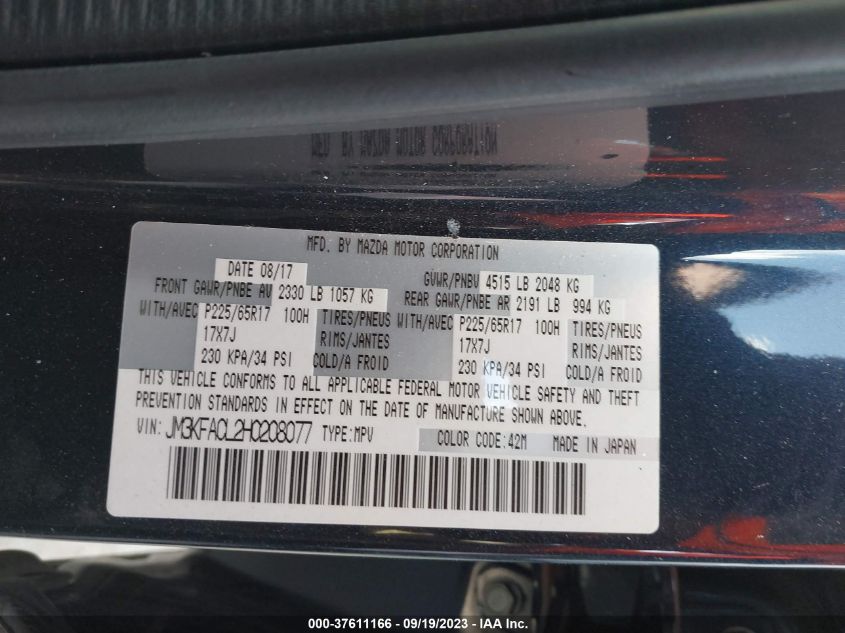 MFD. BY MAZDA MOTOR CORPORATION
DATE 08/17 GVWR/PNBV 4515 LB 2048 KG
FRONT GAWR/PNBE AV 2330 LB 1057 KG REAR GAWR/PNBE AR 2191 LB 994 KG
WITH/AVEC P225/65R17 100H TIRES/PNEUS WITH/AVEC P225/65R17 100H TIRES/PNEUS
17X7J RIMS/JANTES 17X7J RIMS/JANTES
230 KPA/34 PSI COLD/A FROID 230 KPA/34 PSI COLD/A FROID
THIS VEHICLE CONFORMS TO ALL APPLICABLE FEDERAL MOTOR VEHICLE SAFETY AND THEFT
PREVENTION STANDARDS IN EFFECT ON THE DATE OF MANUFACTURE SHOWN ABOVE.
VIN: JM3KFACL2H0208077 TYPE:MPV COLOR CODE:42M MADE IN JAPAN
000-37611166 - 09/19/2023 - IAA Inc.